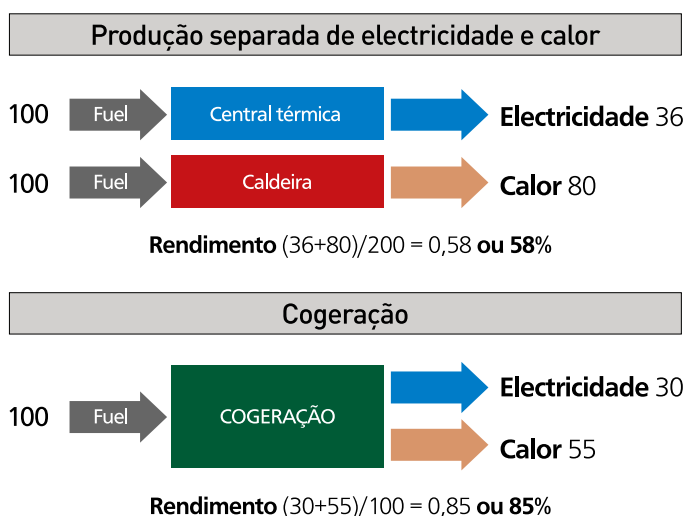 Produção separada de electricidade e calor
100 Fuel Central térmica Electricidade 36
100 Fuel Caldeira Calor 80
Rendimento (36+80)/200 = 0,58 ou 58%
Cogeração
Electricidade 30
100 Fuel COGERAÇÃO
Calor 55
Rendimento (30+55)/100 = 0,85 ou 85%